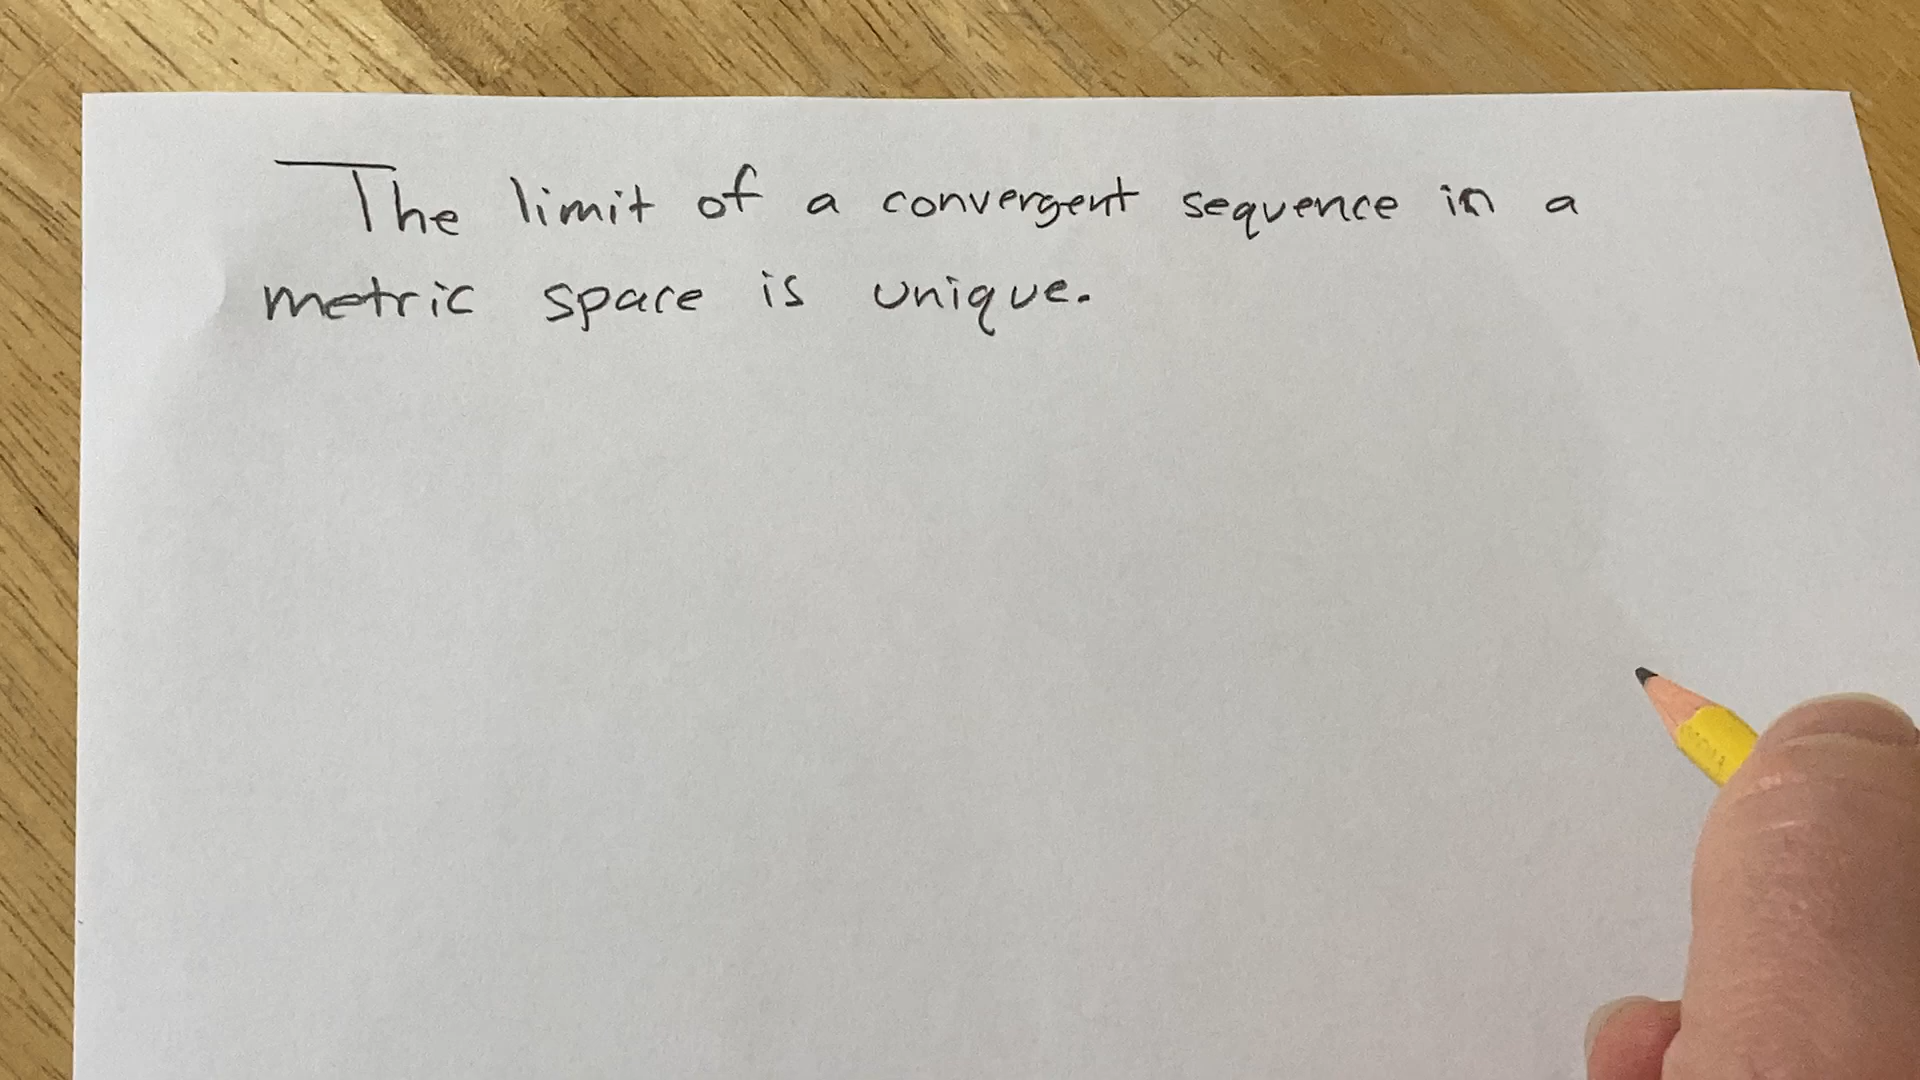 The limit of a convergent sequence in a
metric space is unique.